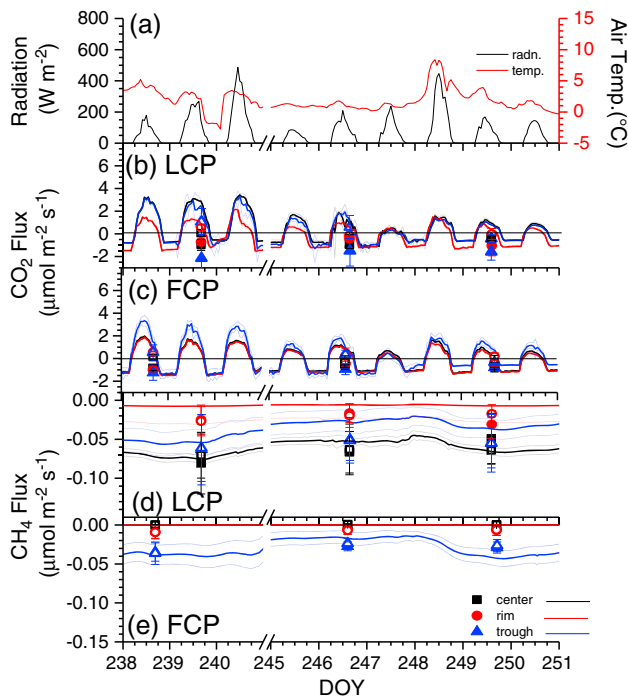 (a)
800
600
400
200
0
Radiation
(W m⁻²)
radn.
temp.
15
10
5
0
-5
Air Temp.(°C)
(b) LCP
6
4
2
0
-2
CO₂ Flux
(μmol m⁻² s⁻¹)
(c) FCP
6
4
2
0
-2
0.00
-0.05
-0.10
(d) LCP
CH₄ Flux
(μmol m⁻² s⁻¹)
0.00
-0.05
-0.10
-0.15
center
rim
trough
(e) FCP
238 239 240 245 246 247 248 249 250 251
DOY